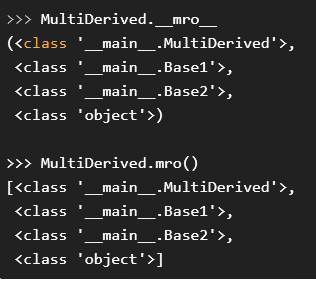 >>> MultiDerived.__mro__
(<class '__main__.MultiDerived'>,
 <class '__main__.Base1'>,
 <class '__main__.Base2'>,
 <class 'object'>)
>>> MultiDerived.mro()
[<class '__main__.MultiDerived'>,
 <class '__main__.Base1'>,
 <class '__main__.Base2'>,
 <class 'object'>]